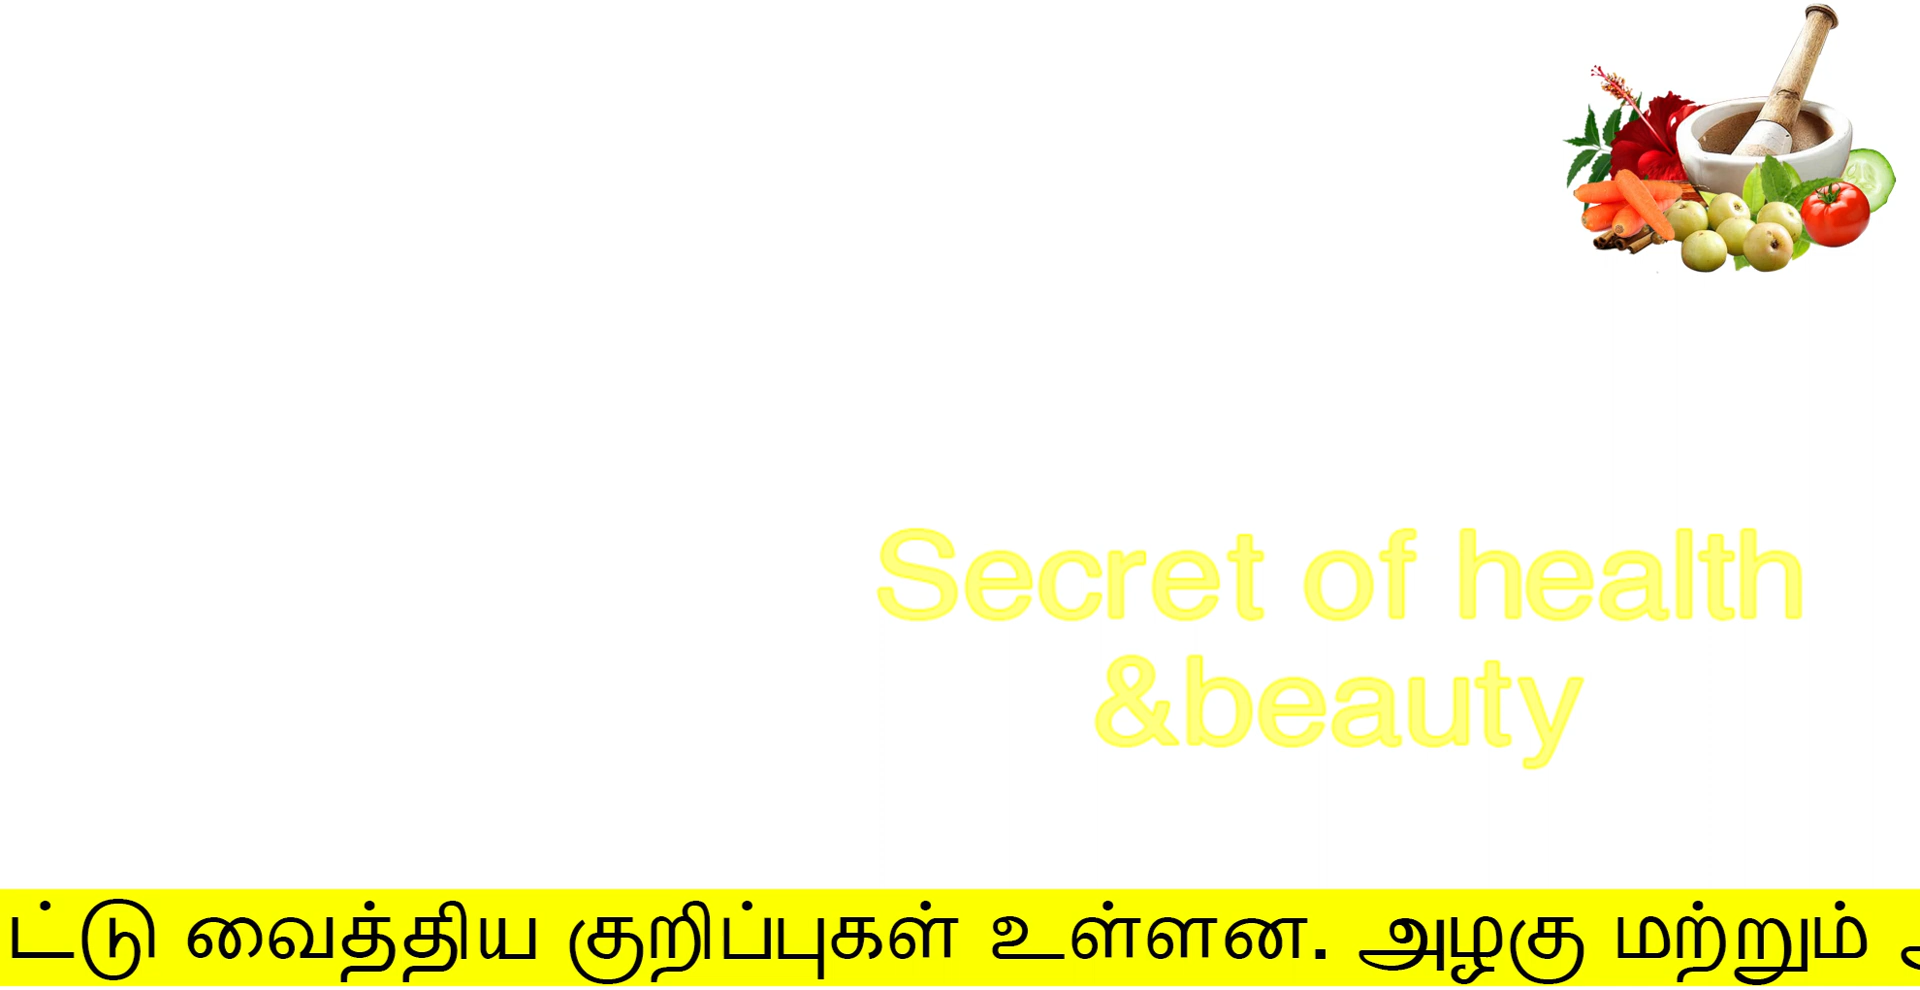 Secret of health
&beauty
ட்டு வைத்திய குறிப்புகள் உள்ளன. அழகு மற்றும்